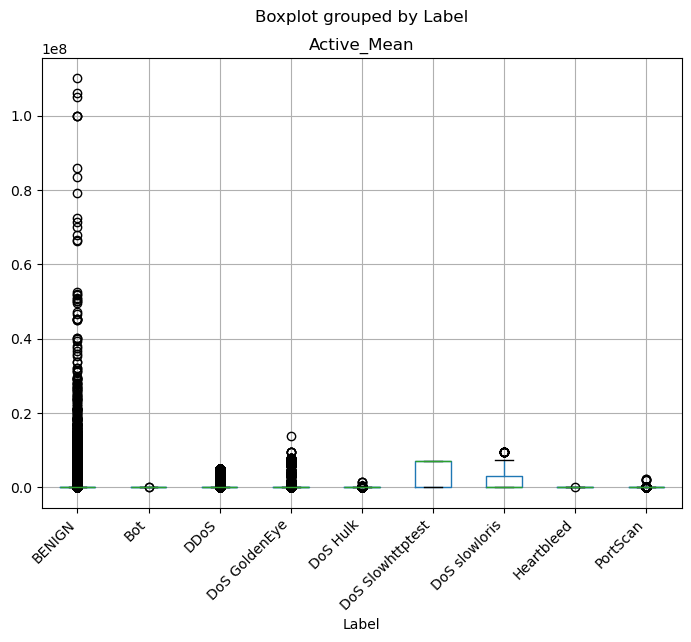 Boxplot grouped by Label
Active_Mean
1e8
1.0
0.8
0.6
0.4
0.2
0.0
BENIGN
Bot
DDoS
DoS GoldenEye
DoS Hulk
DoS Slowhttptest
DoS slowloris
Heartbleed
PortScan
Label